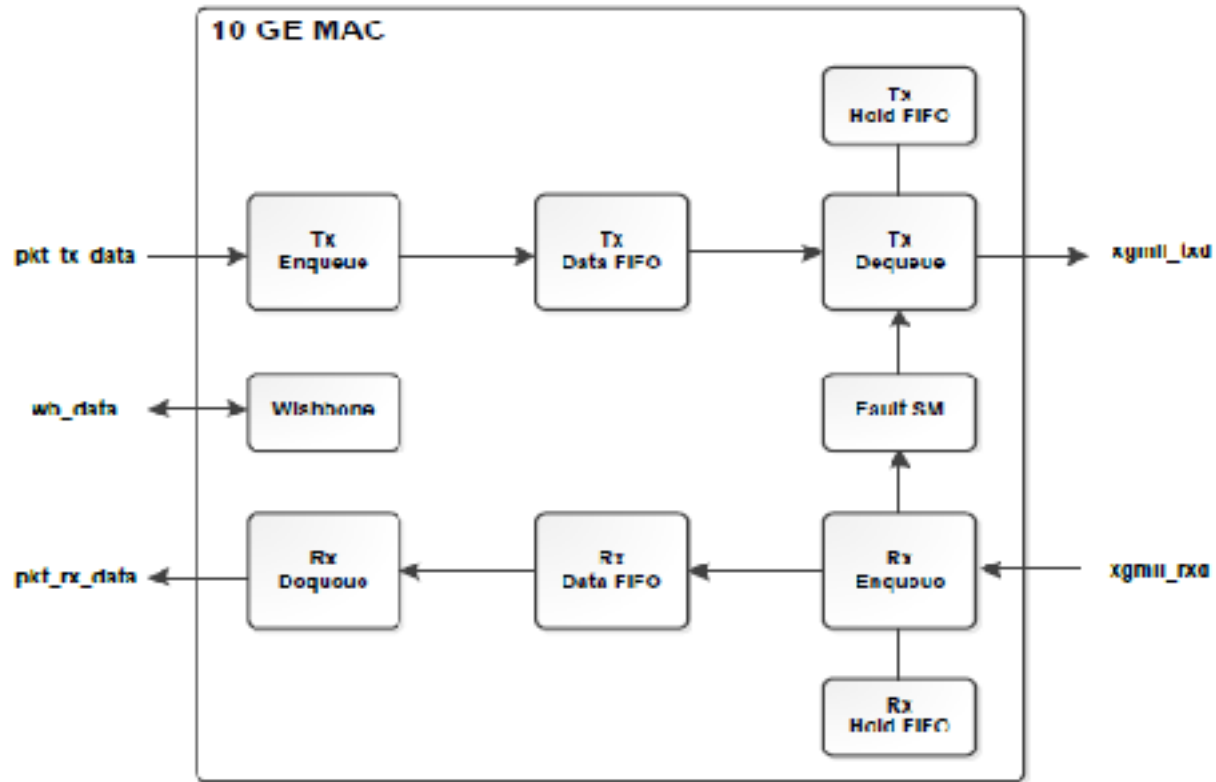 10 GE MAC
Tx
Hold FIFO
pkt_tx_data
Tx
Enqueue
Tx
Data FIFO
Tx
Dequeue
xgmii_txd
wb_data
Wishbone
Fault SM
pkt_rx_data
Rx
Dequeue
Rx
Data FIFO
Rx
Enqueue
xgmii_rxd
Rx
Hold FIFO